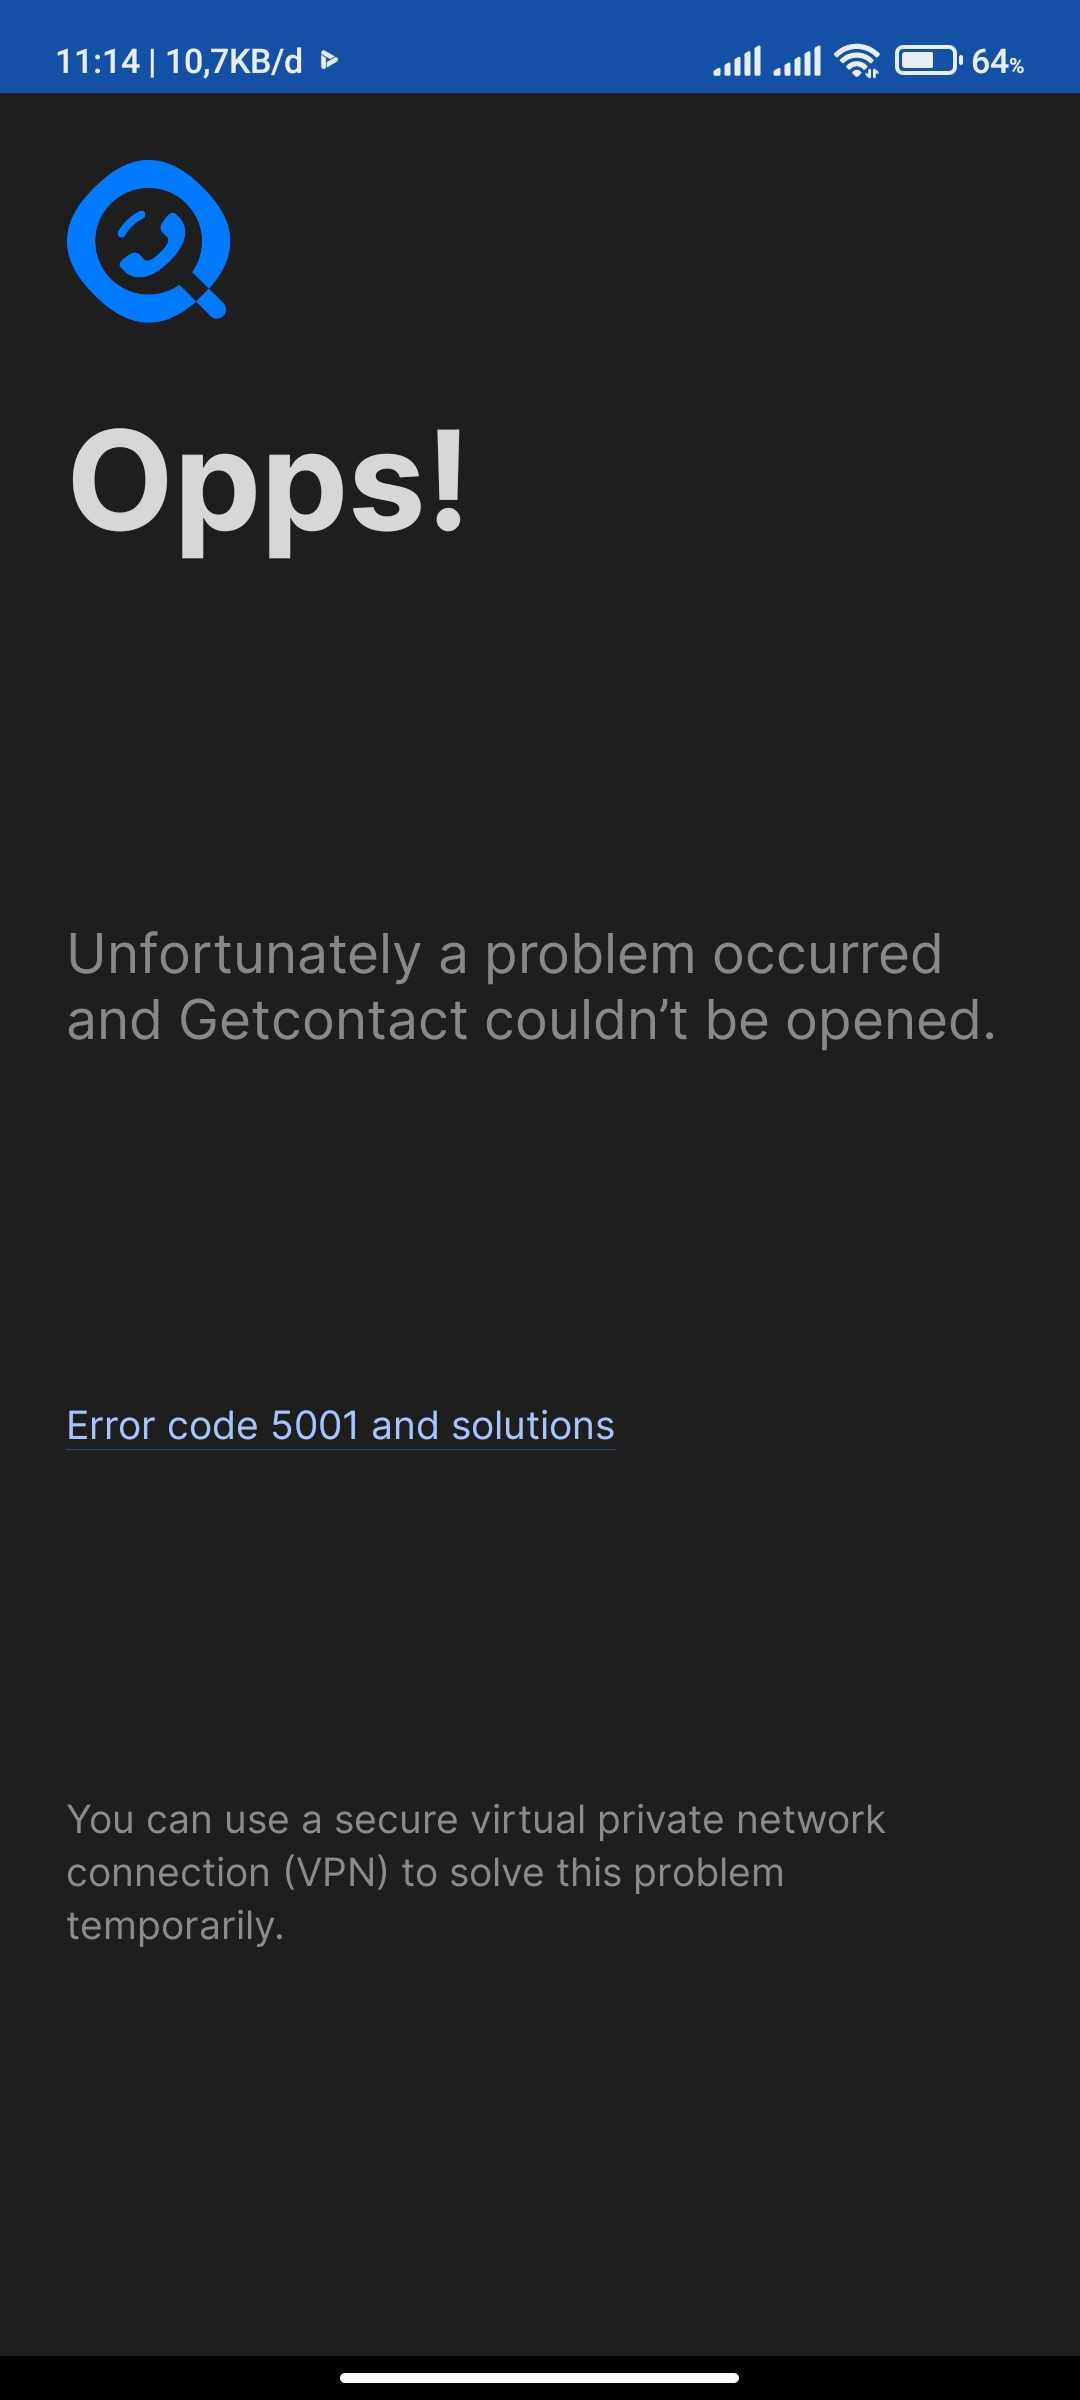 11:14 | 10,7KB/d
64%
Opps!
Unfortunately a problem occurred
and Getcontact couldn’t be opened.
Error code 5001 and solutions
You can use a secure virtual private network
connection (VPN) to solve this problem
temporarily.